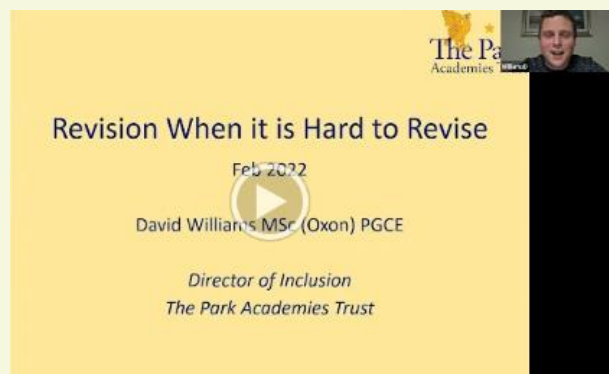 The Pa
Academies
WilliamsD
Revision When it is Hard to Revise
Feb 2022
David Williams MSc (Oxon) PGCE
Director of Inclusion
The Park Academies Trust